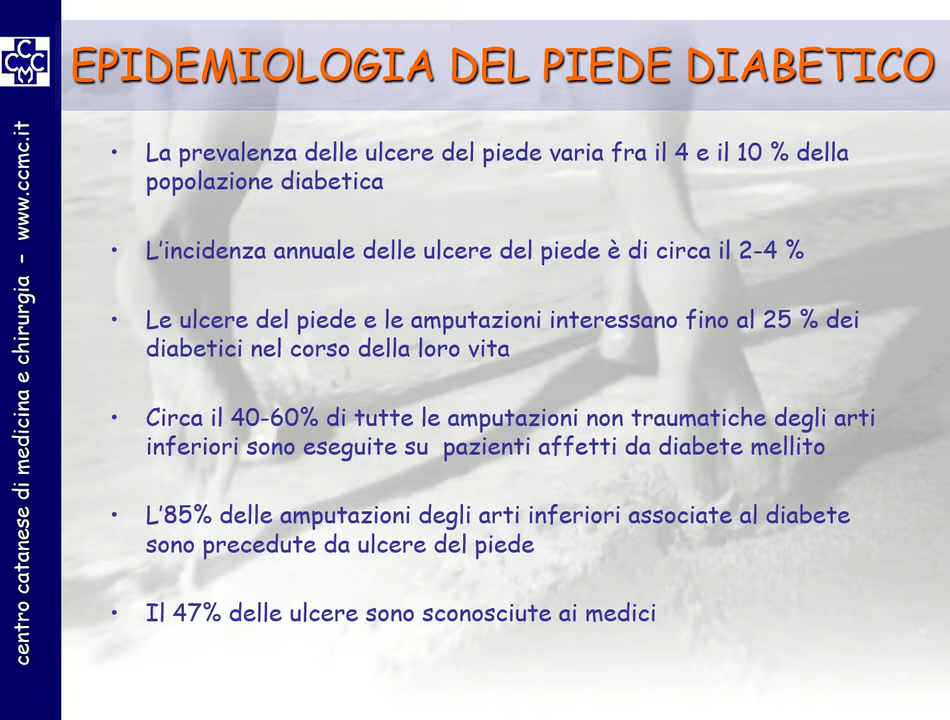 CCMC
EPIDEMIOLOGIA DEL PIEDE DIABETICO
centro catanese di medicina e chirurgia - www.ccmc.it
• La prevalenza delle ulcere del piede varia fra il 4 e il 10 % della
popolazione diabetica
• L’incidenza annuale delle ulcere del piede è di circa il 2-4 %
• Le ulcere del piede e le amputazioni interessano fino al 25 % dei
diabetici nel corso della loro vita
• Circa il 40-60% di tutte le amputazioni non traumatiche degli arti
inferiori sono eseguite su pazienti affetti da diabete mellito
• L’85% delle amputazioni degli arti inferiori associate al diabete
sono precedute da ulcere del piede
• Il 47% delle ulcere sono sconosciute ai medici